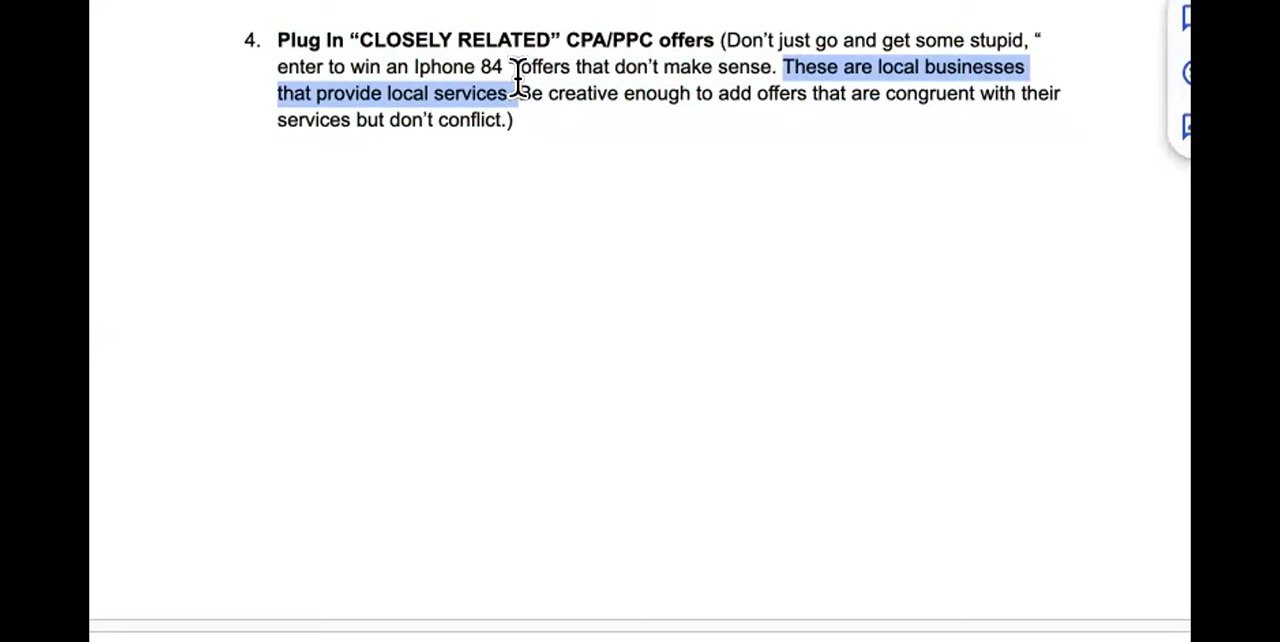 4. Plug In “CLOSELY RELATED” CPA/PPC offers (Don’t just go and get some stupid, “
enter to win an Iphone 84 offers that don’t make sense. These are local businesses
that provide local services. Be creative enough to add offers that are congruent with their
services but don’t conflict.)